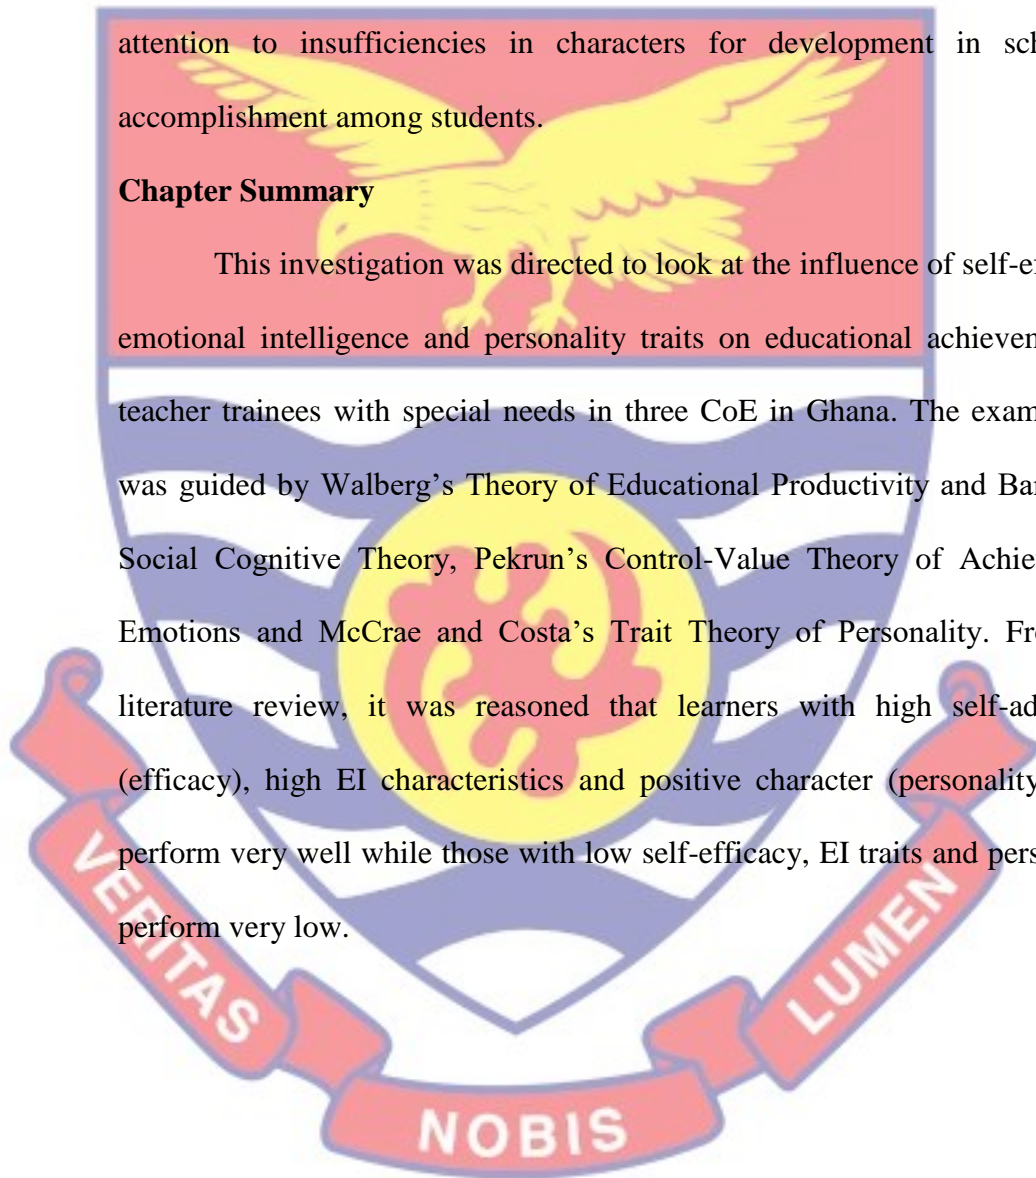 attention to insufficiencies in characters for development in sch
accomplishment among students.
Chapter Summary
This investigation was directed to look at the influence of self-ef
emotional intelligence and personality traits on educational achieven
teacher trainees with special needs in three CoE in Ghana. The exam
was guided by Walberg’s Theory of Educational Productivity and Bar
Social Cognitive Theory, Pekrun’s Control-Value Theory of Achie
Emotions and McCrae and Costa’s Trait Theory of Personality. Fr
literature review, it was reasoned that learners with high self-ad
(efficacy), high EI characteristics and positive character (personality
perform very well while those with low self-efficacy, EI traits and pers
perform very low.
VERITAS
NOBIS
LUMEN